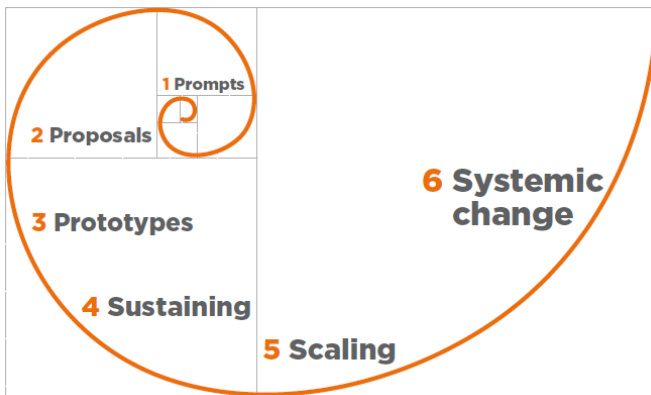 1 Prompts
2 Proposals
3 Prototypes
4 Sustaining
5 Scaling
6 Systemic
change